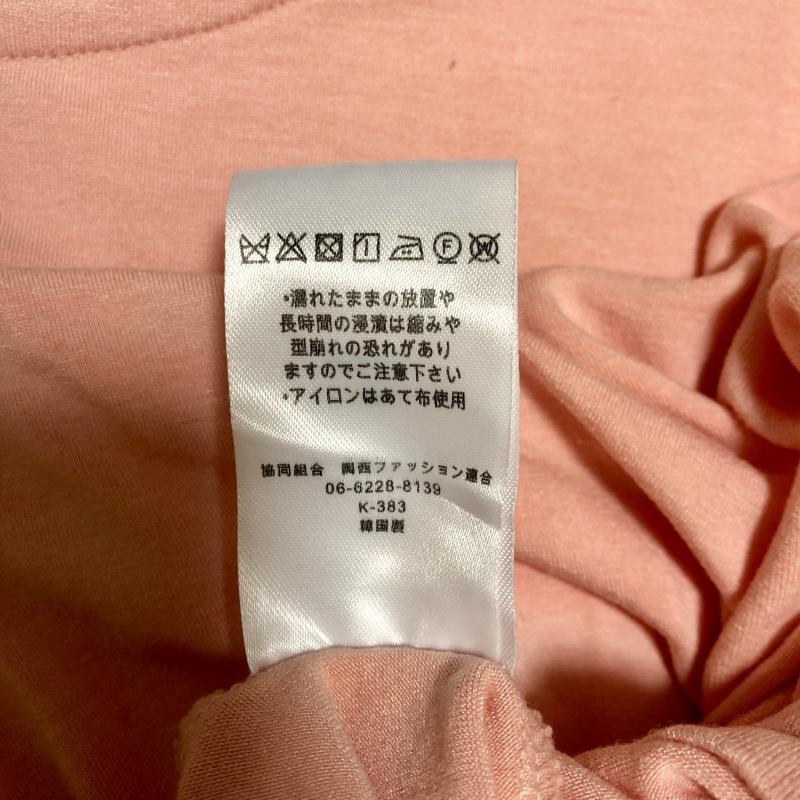 ・濡れたままの放置や
長時間の浸漬は縮みや
型崩れの恐れがあり
ますのでご注意下さい
・アイロンはあて布使用
協同組合 関西ファッション連合
06-6228-8139
K-383
韓国製